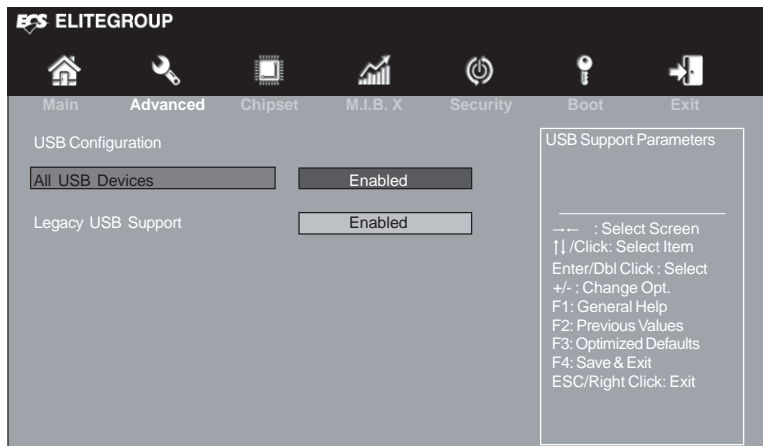 ECS ELITEGROUP
Main Advanced Chipset M.I.B. X Security Boot Exit
USB Configuration
All USB Devices Enabled
Legacy USB Support Enabled
USB Support Parameters
→← : Select Screen
↑↓/Click: Select Item
Enter/Dbl Click : Select
+/- : Change Opt.
F1: General Help
F2: Previous Values
F3: Optimized Defaults
F4: Save & Exit
ESC/Right Click: Exit